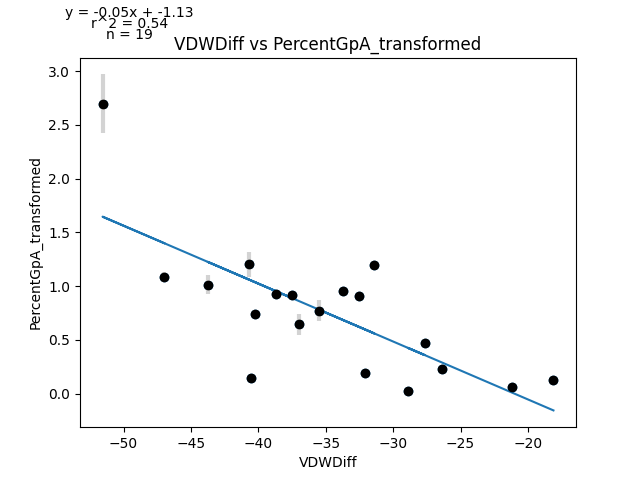 y = -0.05x + -1.13
r^2 = 0.54
n = 19
VDWDiff vs PercentGpA_transformed
3.0
2.5
2.0
1.5
1.0
0.5
0.0
PercentGpA_transformed
−50 −45 −40 −35 −30 −25 −20
VDWDiff